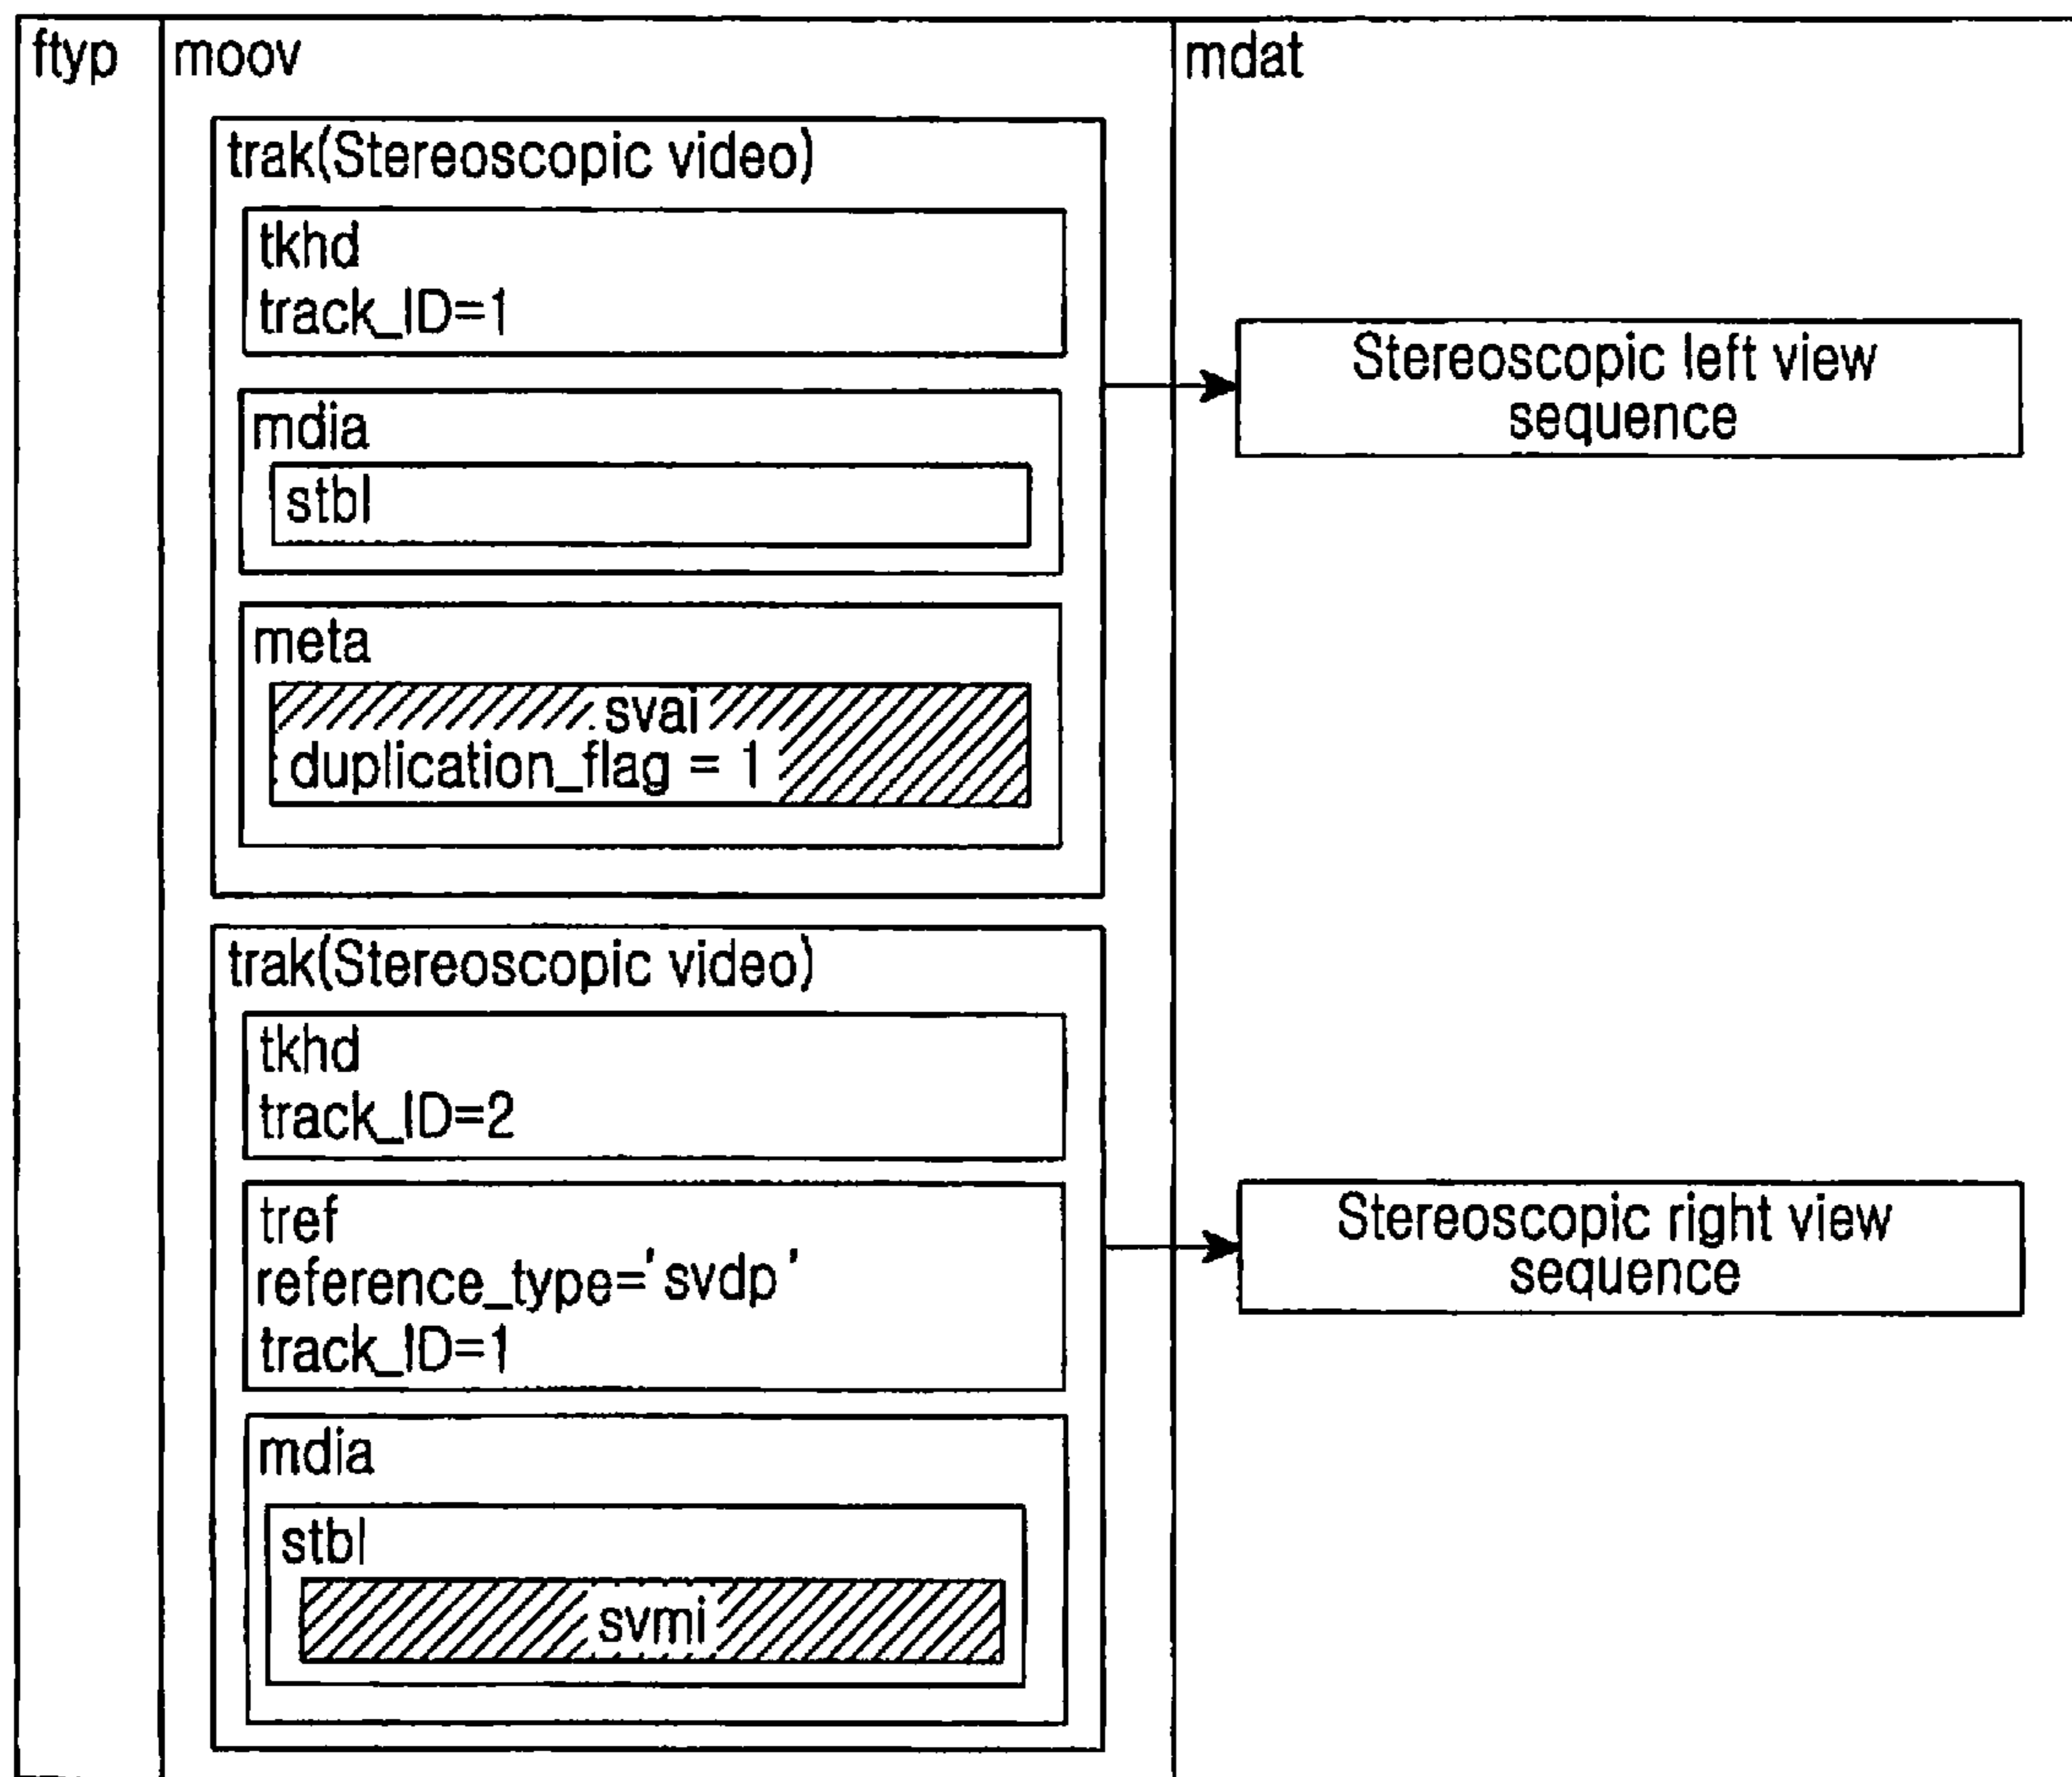 ftyp
moov
mdat
trak(Stereoscopic video)
tkhd
track_ID=1
mdia
stbl
meta
svai
duplication_flag = 1
Stereoscopic left view
sequence
trak(Stereoscopic video)
tkhd
track_ID=2
tref
reference_type='svdp'
track_ID=1
mdia
stbl
svmi
Stereoscopic right view
sequence